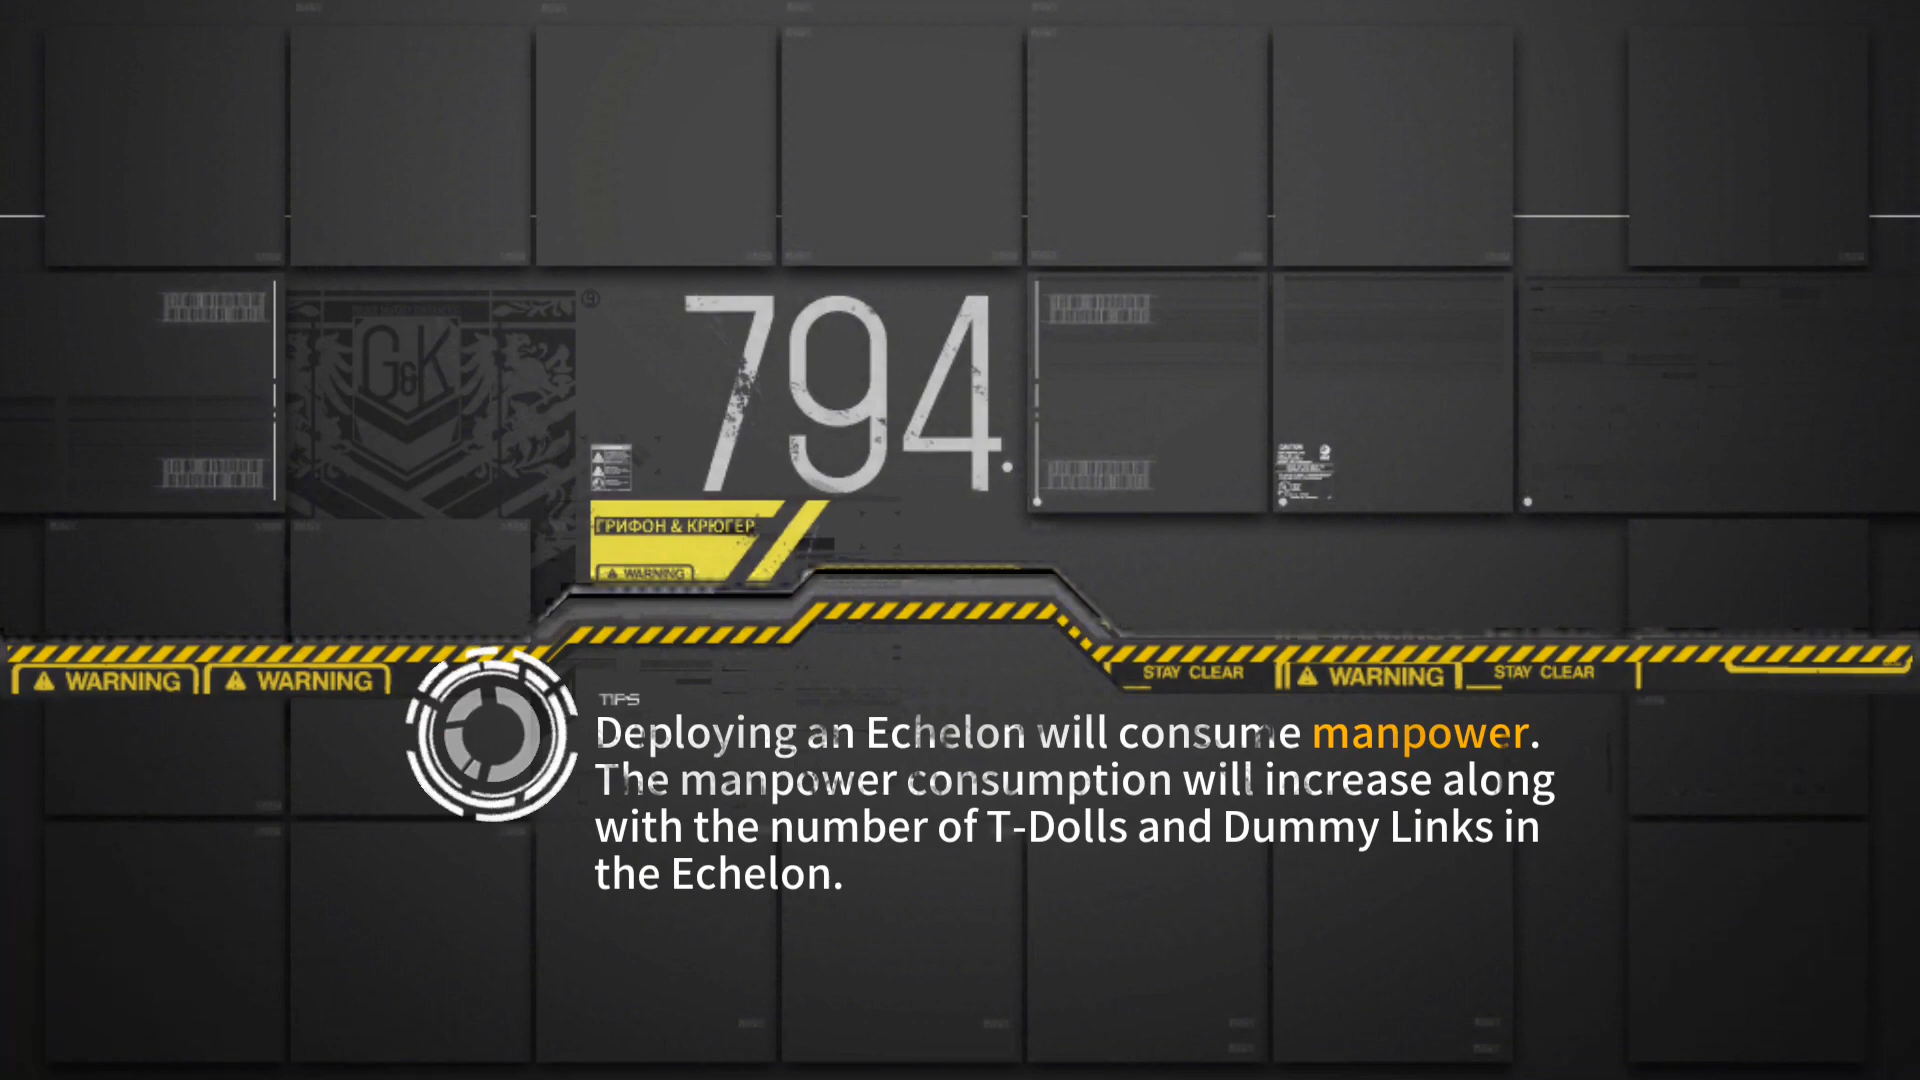 G&K
794.
ГРИФОН & КРЮГЕР
WARNING
WARNING
WARNING
STAY CLEAR
WARNING
STAY CLEAR
TIPS
Deploying an Echelon will consume manpower.
The manpower consumption will increase along
with the number of T-Dolls and Dummy Links in
the Echelon.